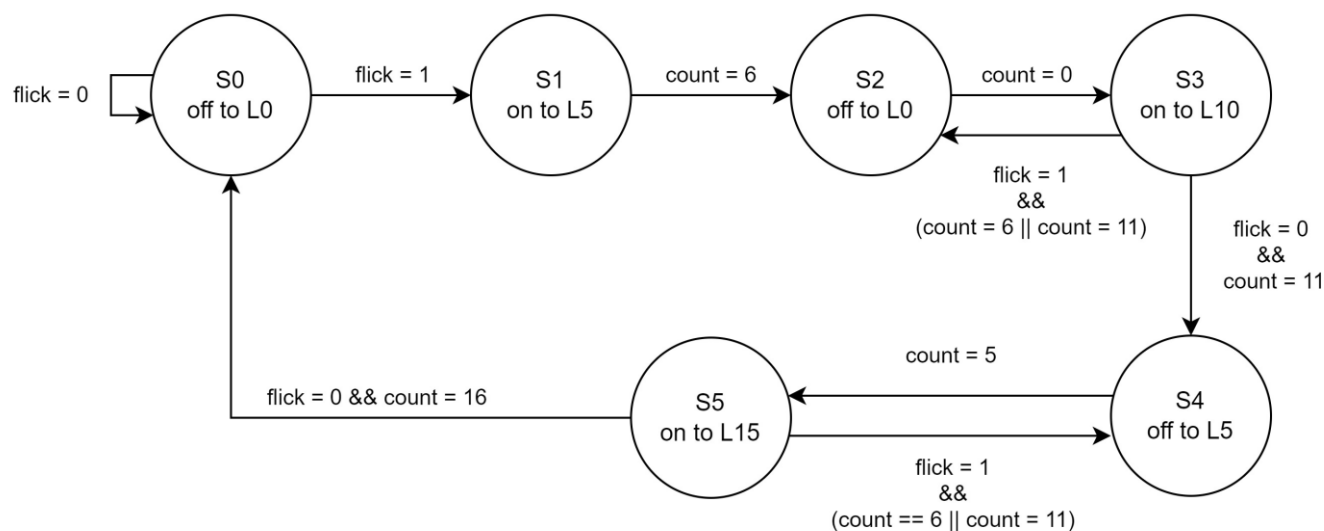 flick = 0
S0
off to L0
flick = 1
S1
on to L5
count = 6
S2
off to L0
count = 0
S3
on to L10
flick = 1
&&
(count = 6 || count = 11)
flick = 0
&&
count = 11
flick = 0 && count = 16
S5
on to L15
count = 5
S4
off to L5
flick = 1
&&
(count == 6 || count = 11)